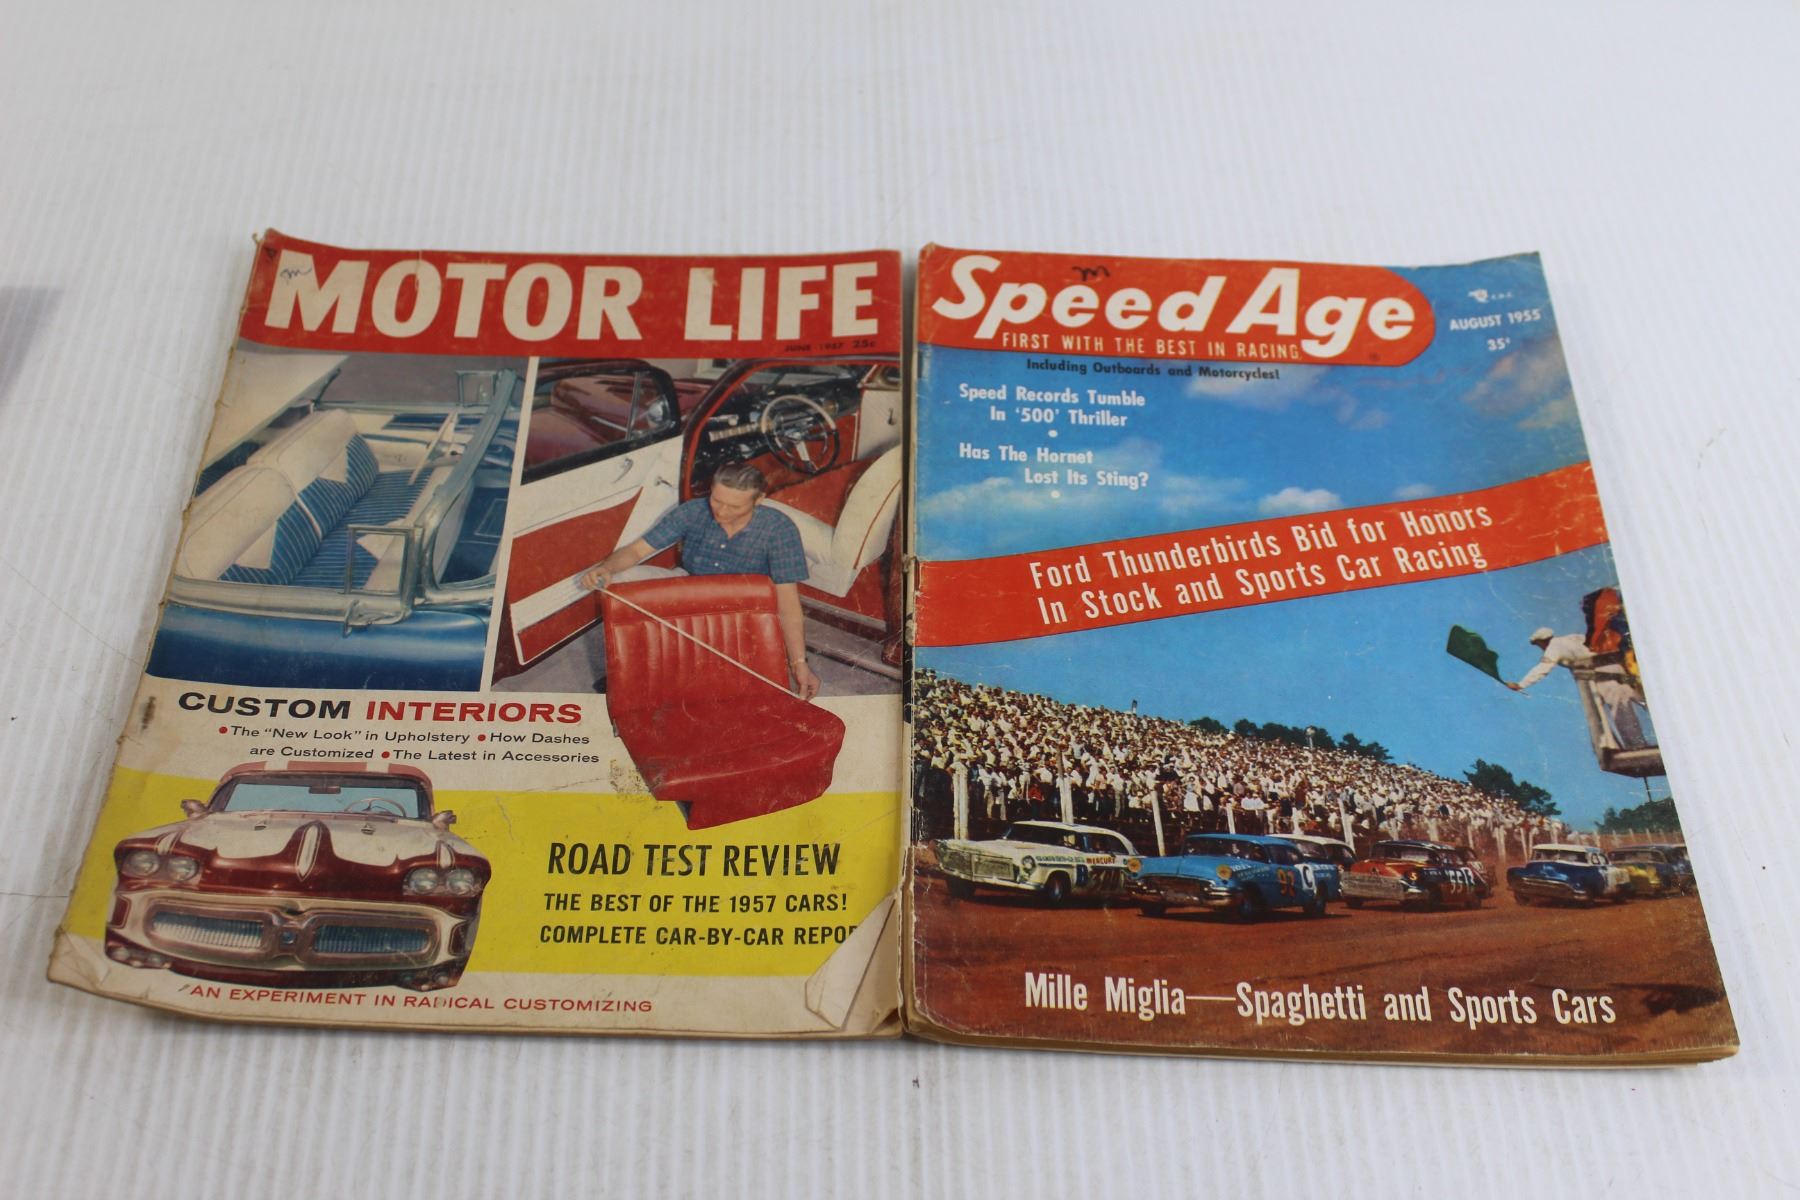 m
MOTOR LIFE
JUNE 1957 25c
CUSTOM INTERIORS
•The "New Look" in Upholstery •How Dashes
are Customized •The Latest in Accessories
ROAD TEST REVIEW
THE BEST OF THE 1957 CARS!
COMPLETE CAR-BY-CAR REPO
AN EXPERIMENT IN RADICAL CUSTOMIZING
m
Speed Age
FIRST WITH THE BEST IN RACING
Including Outboards and Motorcycles!
AUGUST 1955
35¢
Speed Records Tumble
In '500' Thriller
•
Has The Hornet
Lost Its Sting?
•
Ford Thunderbirds Bid for Honors
In Stock and Sports Car Racing
MERCURY
B
92
C
Mille Miglia—Spaghetti and Sports Cars